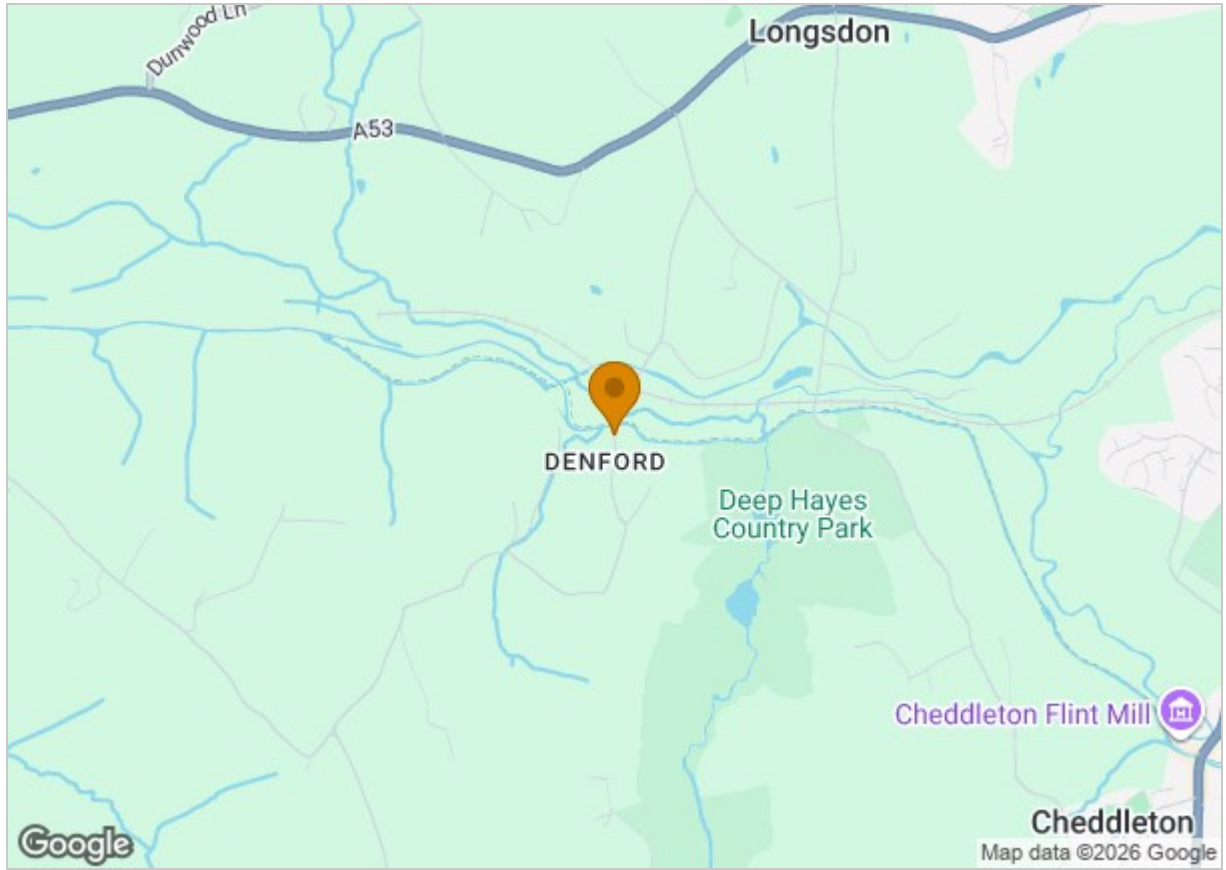 Dunwood Ln
Longsdon
A53
DENFORD
Deep Hayes
Country Park
Cheddleton Flint Mill
Cheddleton
Google
Map data ©2026 Google